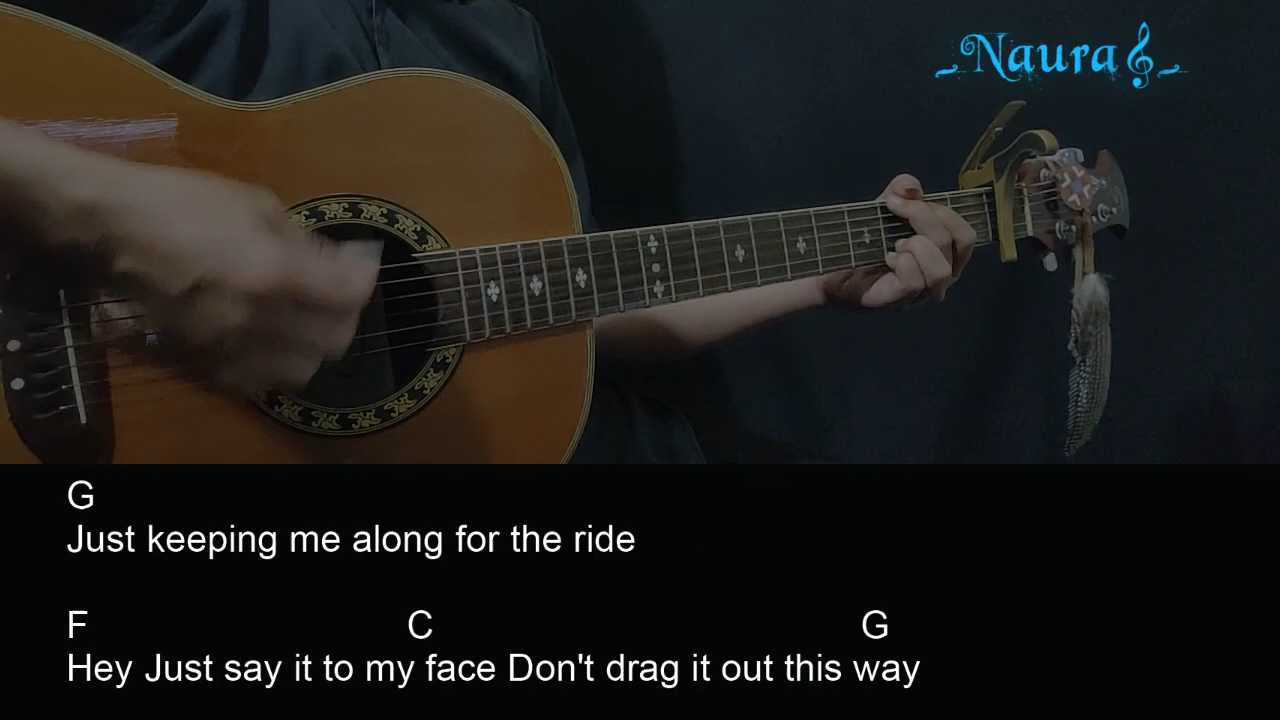 Naura
G
Just keeping me along for the ride
F C G
Hey Just say it to my face Don't drag it out this way